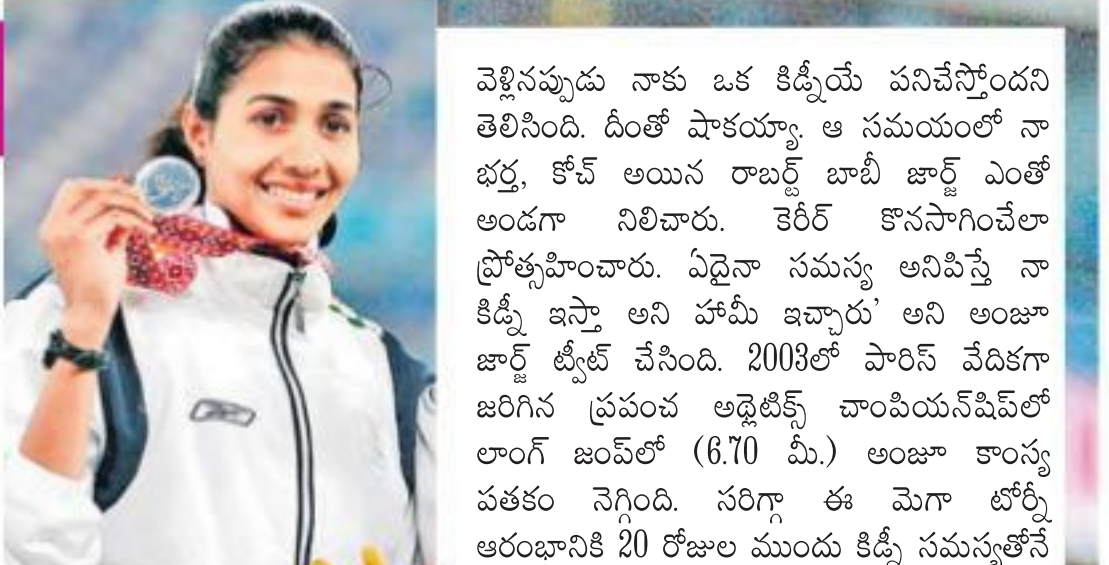 వెళ్లినప్పుడు నాకు ఒక కిడ్నీయే పనిచేస్తోందని
తెలిసింది. దీంతో షాకయ్యా. ఆ సమయంలో నా
భర్త, కోచ్ అయిన రాబర్ట్ బాబీ జార్జ్ ఎంతో
అండగా నిలిచారు. కెరీర్ కొనసాగించేలా
ప్రోత్సహించారు. ఏదైనా సమస్య అనిపిస్తే నా
కిడ్నీ ఇస్తా అని హామీ ఇచ్చారు’ అని అంజూ
జార్జ్ ట్వీట్ చేసింది. 2003లో పారిస్ వేదికగా
జరిగిన ప్రపంచ అథ్లెటిక్స్ చాంపియన్‌షిప్‌లో
లాంగ్ జంప్‌లో (6.70 మీ.) అంజూ కాంస్య
పతకం నెగ్గింది. సరిగ్గా ఈ మెగా టోర్నీ
ఆరంభానికి 20 రోజుల ముందు కిడ్నీ సమస్యతోనే